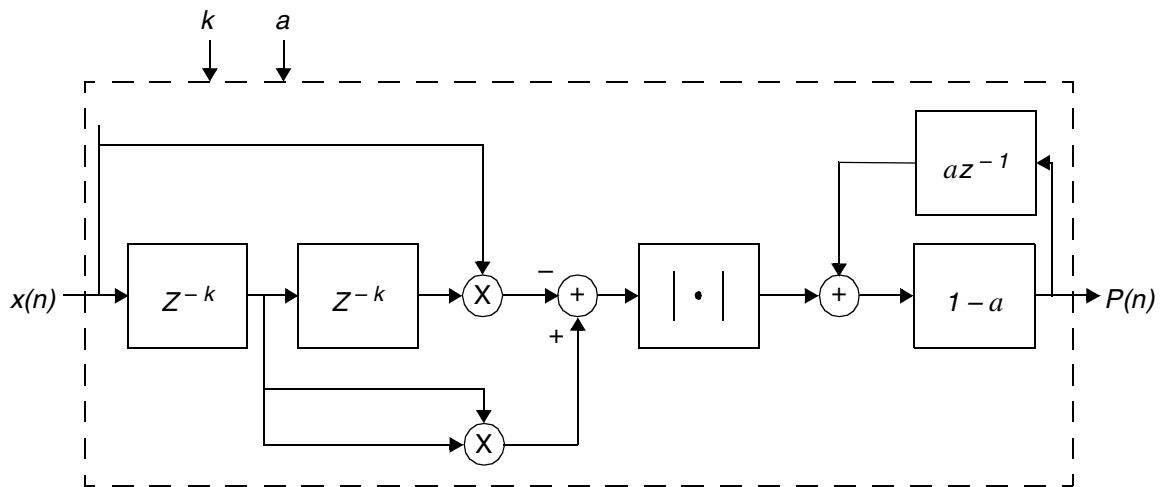 k a
az⁻¹
x(n) z⁻ᵏ z⁻ᵏ X − + | • | + 1 – a P(n)
+
X